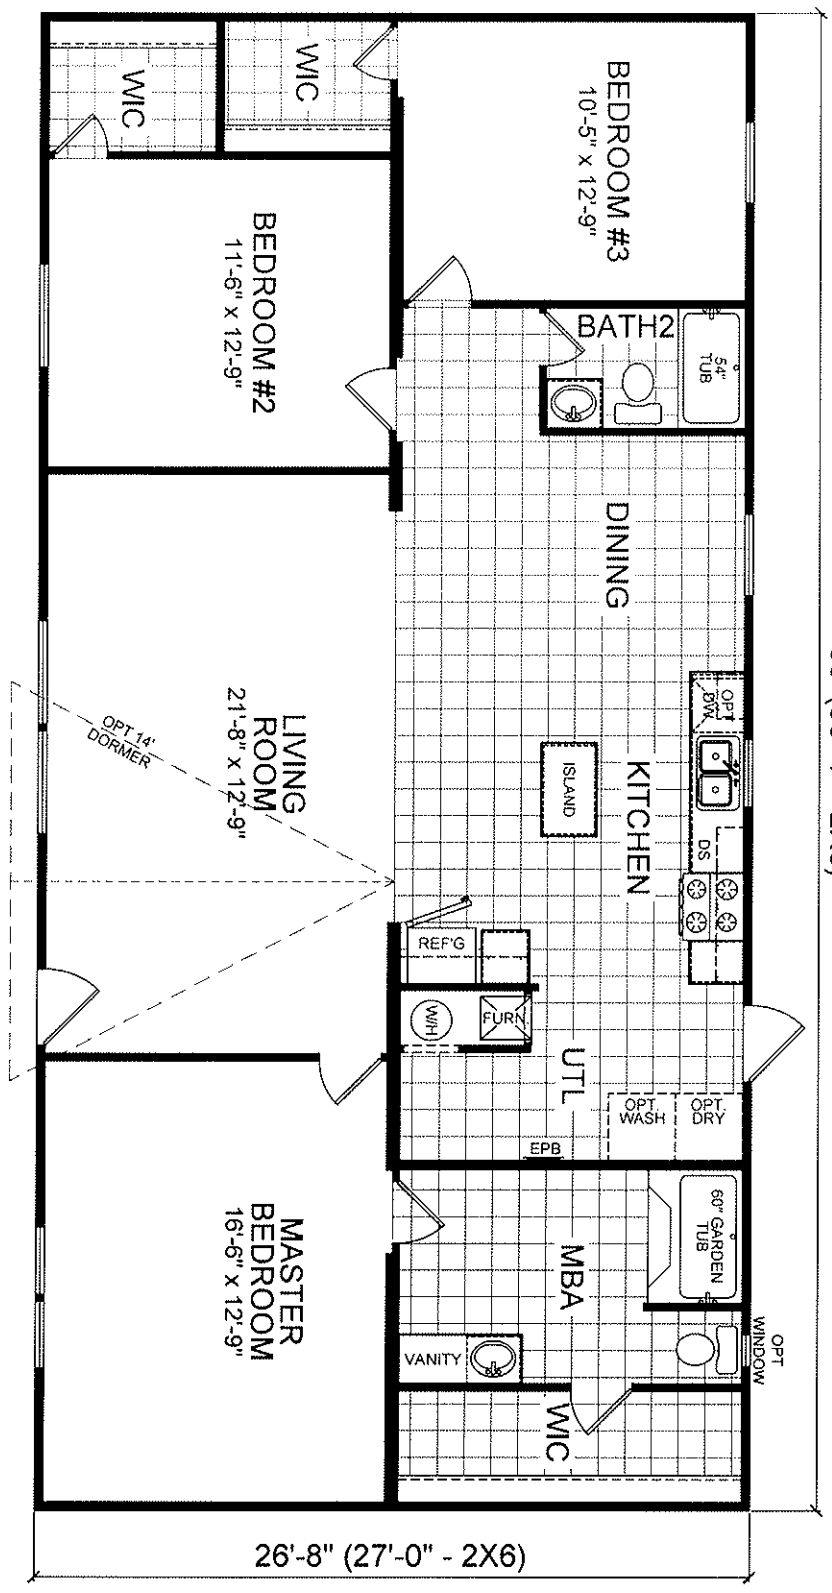 WIC
WIC
BEDROOM #3
10'-5" x 12'-9"
BEDROOM #2
11'-6" x 12'-9"
BATH2
54"
TUB
DINING
OPT
DW
LIVING
ROOM
21'-8" x 12'-9"
OPT 14'
DORMER
ISLAND
KITCHEN
DS
REF'G
W/H
FURN.
UTL
OPT.
WASH
OPT.
DRY
EPB
MASTER
BEDROOM
16'-6" x 12'-9"
MBA
60" GARDEN
TUB
VANITY
OPT
WINDOW
WIC
26'-8" (27'-0" - 2X6)